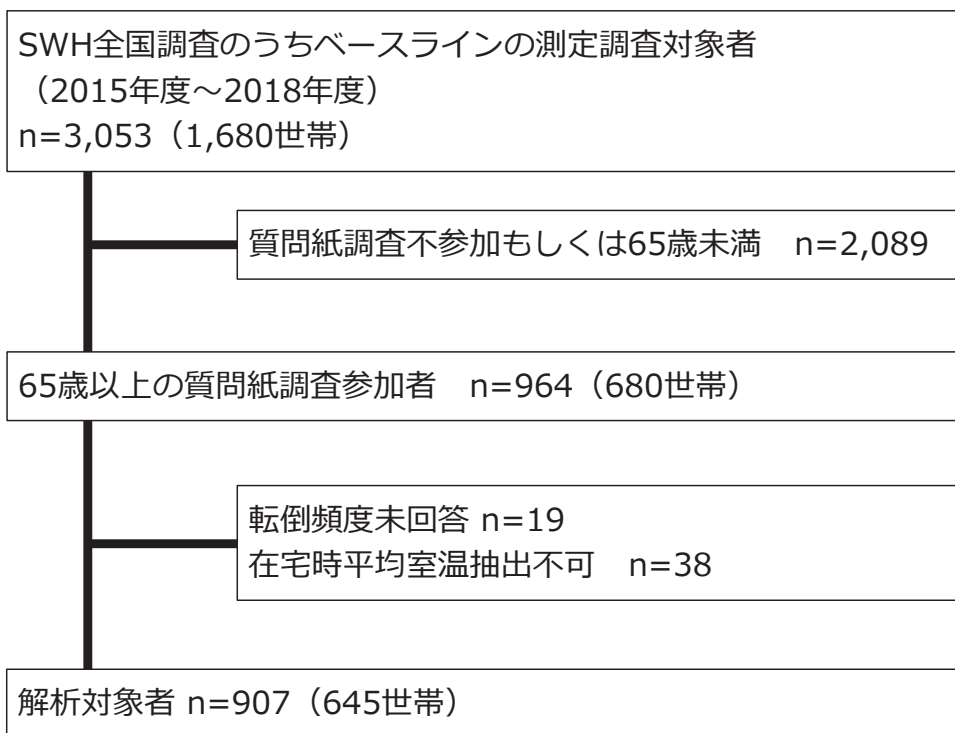 SWH全国調査のうちベースラインの測定調査対象者
（2015年度～2018年度）
n=3,053（1,680世帯）
質問紙調査不参加もしくは65歳未満　n=2,089
65歳以上の質問紙調査参加者　n=964（680世帯）
転倒頻度未回答 n=19
在宅時平均室温抽出不可　n=38
解析対象者 n=907（645世帯）